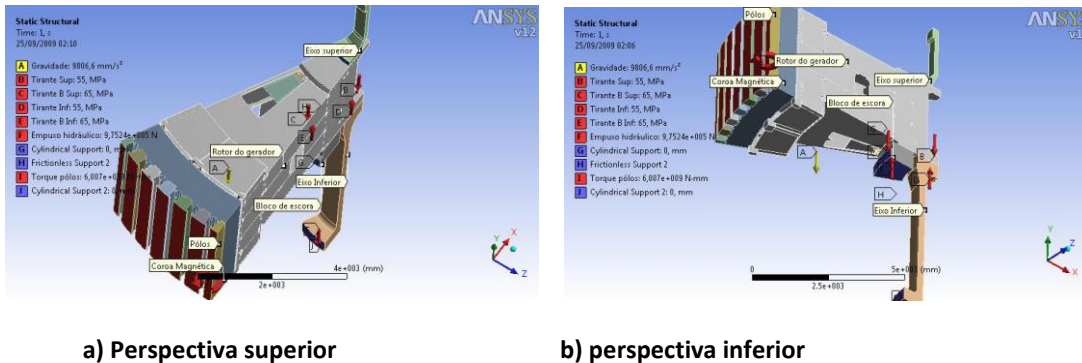 Static Structural
Time: 1, s
25/09/2009 02:10
A Gravidade: 9806,6 mm/s²
B Tirante Sup: 55, MPa
C Tirante B Sup: 65, MPa
D Tirante Inf: 55, MPa
E Tirante B Inf: 65, MPa
F Empuxo hidráulico: 9,7524e+005 N
G Cylindrical Support: 0, mm
H Frictionless Support 2
I Torque pólos: 6,007e+009 N-mm
J Cylindrical Support 2: 0, mm
ANSYS
v12
Eixo superior
B
D
H
C
E
G
Rotor do gerador
A
Eixo Inferior
Bloco de escora
J
Pólos
Coroa Magnética
4e+003 (mm)
2e+003
Y
X
Z
Static Structural
Time: 1, s
25/09/2009 02:06
A Gravidade: 9806,6 mm/s²
B Tirante Sup: 55, MPa
C Tirante B Sup: 65, MPa
D Tirante Inf: 55, MPa
E Tirante B Inf: 65, MPa
F Empuxo hidráulico: 9,7524e+005 N
G Cylindrical Support: 0, mm
H Frictionless Support 2
I Torque pólos: 6,007e+009 N-mm
J Cylindrical Support 2: 0, mm
ANSYS
v12
Pólos
Rotor do gerador
Coroa Magnética
Eixo superior
Bloco de escora
A
B
H
Eixo Inferior
0
5e+003 (mm)
2.5e+003
Y
X
Z
a) Perspectiva superior
b) perspectiva inferior